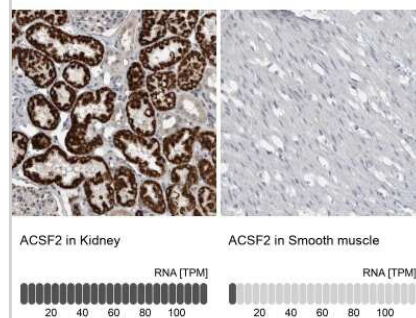 ACSF2 in Kidney
ACSF2 in Smooth muscle
RNA [TPM]
RNA [TPM]
20 40 60 80 100
20 40 60 80 100